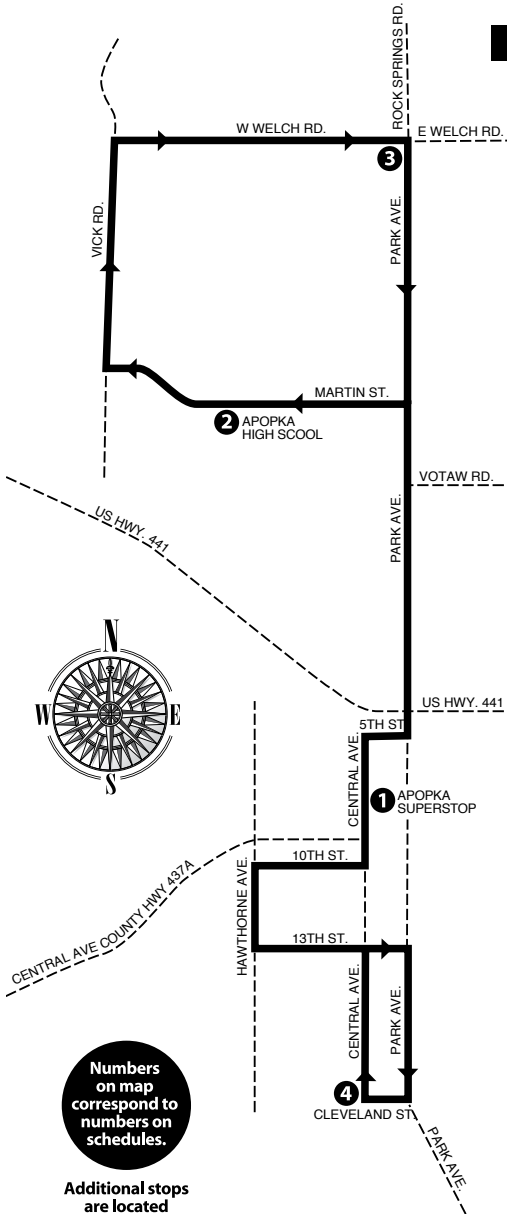 ROCK SPRINGS RD.
W WELCH RD.
E WELCH RD.
3
VICK RD.
PARK AVE.
MARTIN ST.
2 APOPKA
HIGH SCOOL
VOTAW RD.
PARK AVE.
US HWY. 441
N
W E
S
US HWY. 441
5TH ST.
CENTRAL AVE.
1 APOPKA
SUPERSTOP
10TH ST.
CENTRAL AVE COUNTY HWY 437A
HAWTHORNE AVE.
13TH ST.
CENTRAL AVE.
PARK AVE.
4
CLEVELAND ST.
PARK AVE.
Numbers
on map
correspond to
numbers on
schedules.
Additional stops
are located